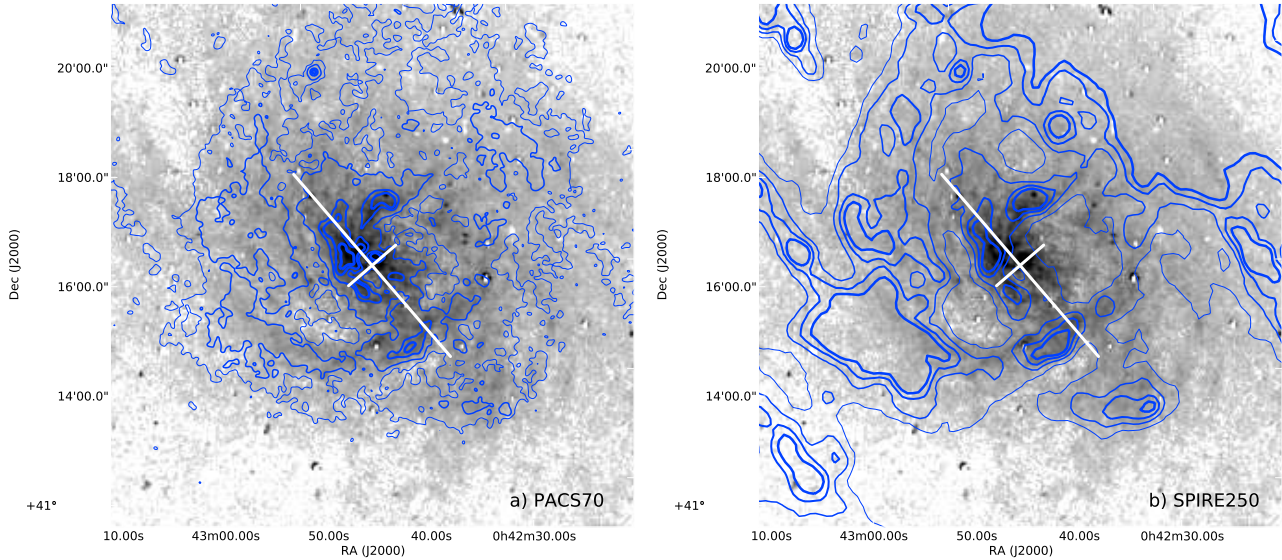 20'00.0"
18'00.0"
Dec (J2000)
16'00.0"
14'00.0"
+41°
a) PACS70
10.00s 43m00.00s 50.00s 40.00s 0h42m30.00s
RA (J2000)
20'00.0"
18'00.0"
Dec (J2000)
16'00.0"
14'00.0"
+41°
b) SPIRE250
10.00s 43m00.00s 50.00s 40.00s 0h42m30.00s
RA (J2000)